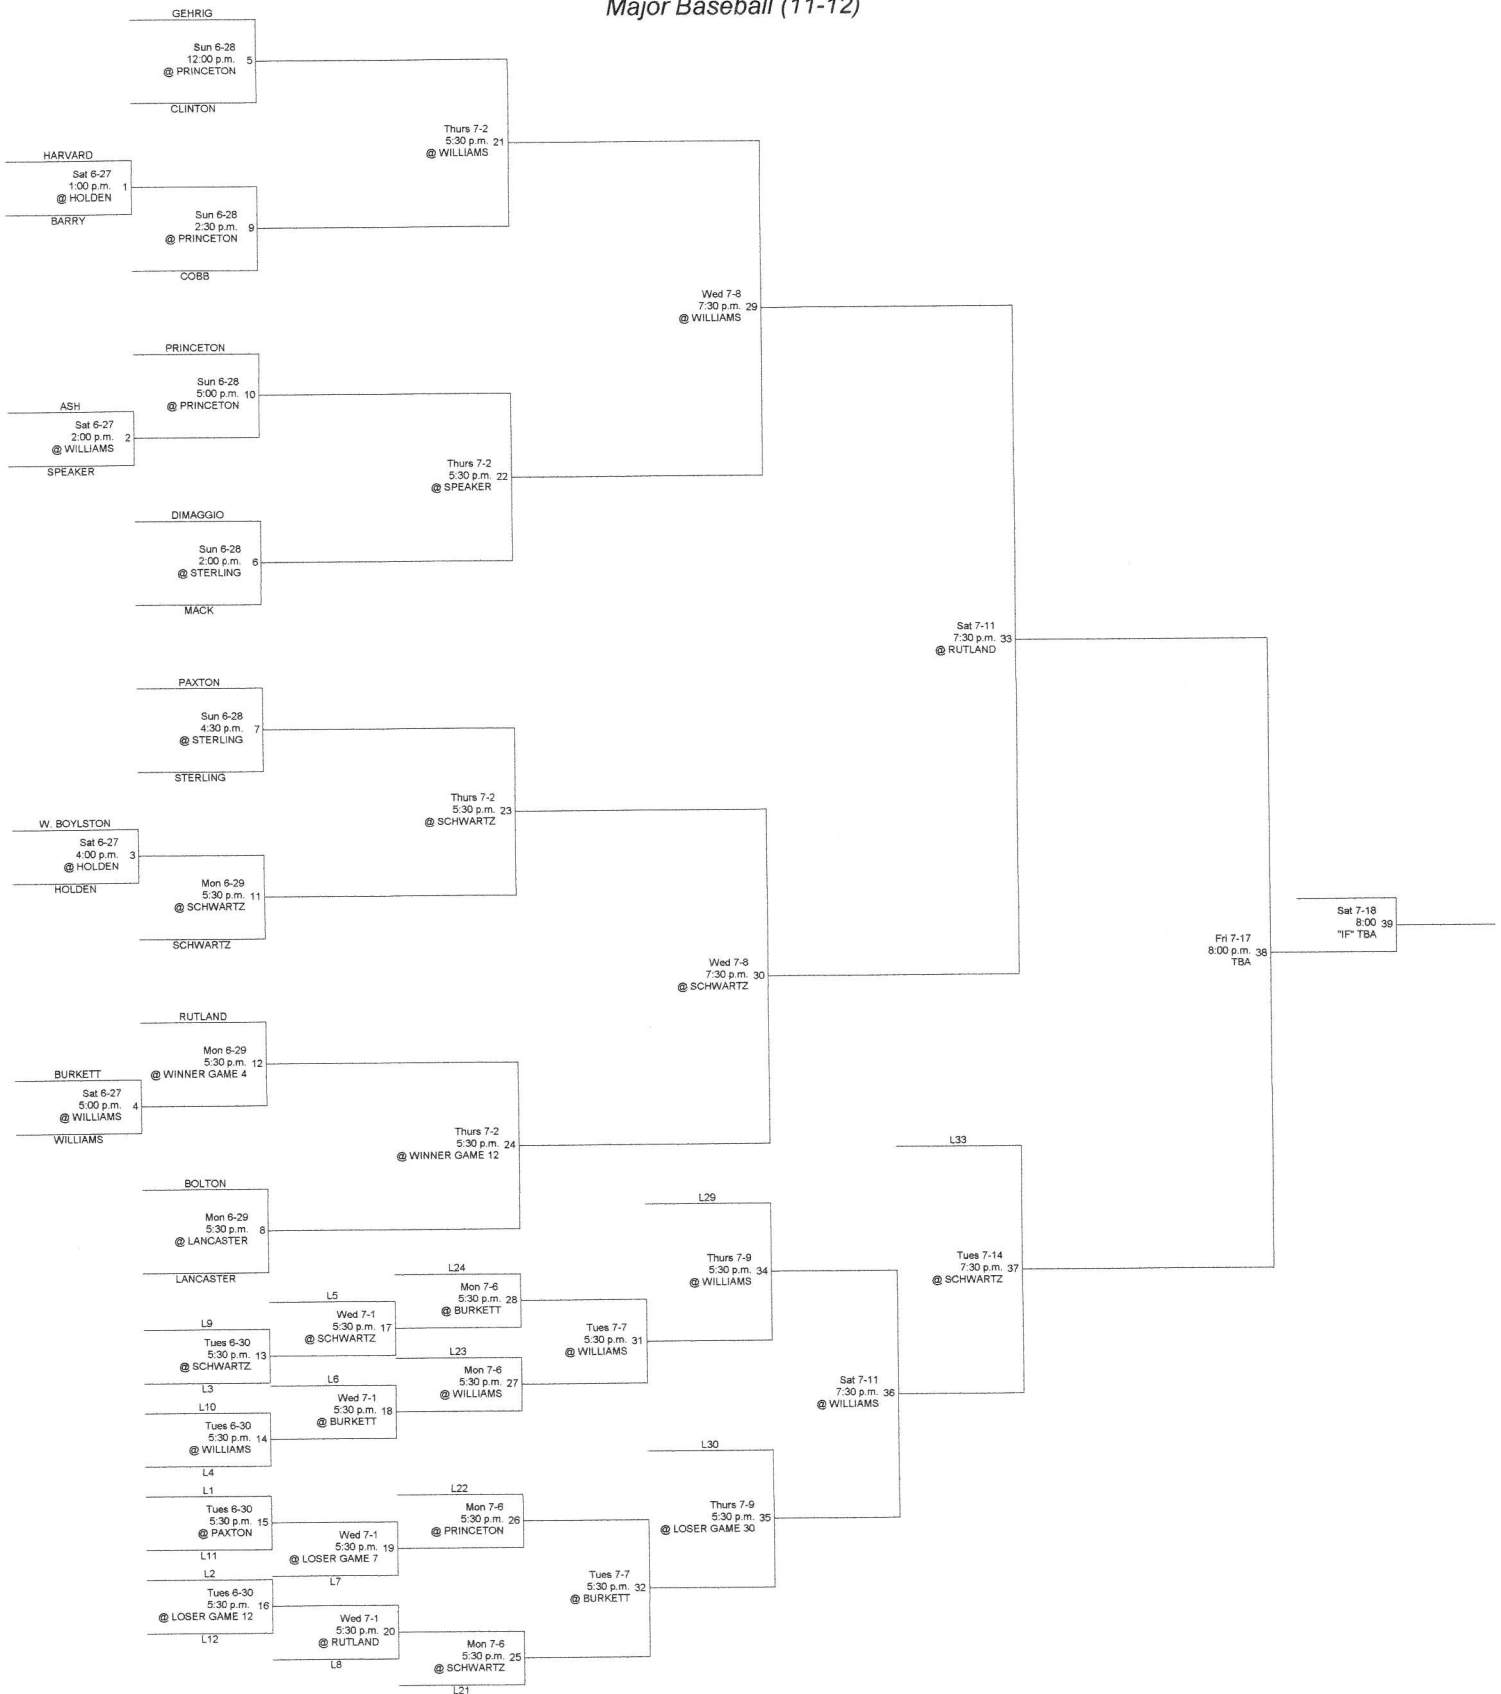 Major Baseball (11-12)
GEHRIG
Sun 6-28
12:00 p.m. 5
@ PRINCETON
CLINTON
Thurs 7-2
5:30 p.m. 21
@ WILLIAMS
HARVARD
Sat 6-27
1:00 p.m. 1
@ HOLDEN
BARRY
Sun 6-28
2:30 p.m. 9
@ PRINCETON
COBB
Wed 7-8
7:30 p.m. 29
@ WILLIAMS
PRINCETON
Sun 6-28
5:00 p.m. 10
@ PRINCETON
ASH
Sat 6-27
2:00 p.m. 2
@ WILLIAMS
SPEAKER
Thurs 7-2
5:30 p.m. 22
@ SPEAKER
DIMAGGIO
Sun 6-28
2:00 p.m. 6
@ STERLING
MACK
Sat 7-11
7:30 p.m. 33
@ RUTLAND
PAXTON
Sun 6-28
4:30 p.m. 7
@ STERLING
STERLING
Thurs 7-2
5:30 p.m. 23
@ SCHWARTZ
W. BOYLSTON
Sat 6-27
4:00 p.m. 3
@ HOLDEN
HOLDEN
Mon 6-29
5:30 p.m. 11
@ SCHWARTZ
SCHWARTZ
Sat 7-18
8:00 39
"IF" TBA
Fri 7-17
8:00 p.m. 38
TBA
Wed 7-8
7:30 p.m. 30
@ SCHWARTZ
RUTLAND
Mon 6-29
5:30 p.m. 12
@ WINNER GAME 4
BURKETT
Sat 6-27
5:00 p.m. 4
@ WILLIAMS
WILLIAMS
Thurs 7-2
5:30 p.m. 24
@ WINNER GAME 12
BOLTON
Mon 6-29
5:30 p.m. 8
@ LANCASTER
LANCASTER
L33
Tues 7-14
7:30 p.m. 37
@ SCHWARTZ
L29
Thurs 7-9
5:30 p.m. 34
@ WILLIAMS
L24
Mon 7-6
5:30 p.m. 28
@ BURKETT
L5
Wed 7-1
5:30 p.m. 17
@ SCHWARTZ
L9
Tues 6-30
5:30 p.m. 13
@ SCHWARTZ
L3
Tues 7-7
5:30 p.m. 31
@ WILLIAMS
L23
Mon 7-6
5:30 p.m. 27
@ WILLIAMS
L6
Wed 7-1
5:30 p.m. 18
@ BURKETT
L10
Tues 6-30
5:30 p.m. 14
@ WILLIAMS
L4
Sat 7-11
7:30 p.m. 36
@ WILLIAMS
L30
Thurs 7-9
5:30 p.m. 35
@ LOSER GAME 30
L1
Tues 6-30
5:30 p.m. 15
@ PAXTON
L11
L22
Mon 7-6
5:30 p.m. 26
@ PRINCETON
Wed 7-1
5:30 p.m. 19
@ LOSER GAME 7
L7
L2
Tues 6-30
5:30 p.m. 16
@ LOSER GAME 12
L12
Tues 7-7
5:30 p.m. 32
@ BURKETT
Wed 7-1
5:30 p.m. 20
@ RUTLAND
L8
Mon 7-6
5:30 p.m. 25
@ SCHWARTZ
L21